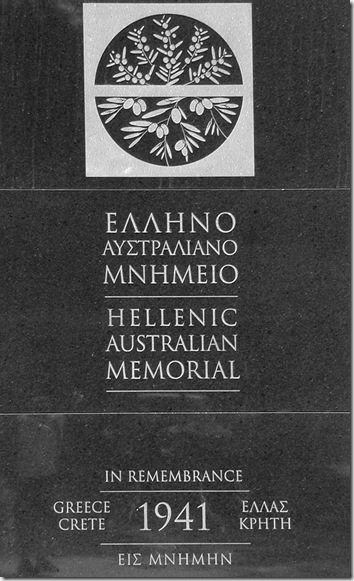 ΕΛΛΗΝΟ
ΑΥΣΤΡΑΛΙΑΝΟ
ΜΝΗΜΕΙΟ
HELLENIC
AUSTRALIAN
MEMORIAL
IN REMEMBRANCE
GREECE
CRETE
1941
ΕΛΛΑΣ
ΚΡΗΤΗ
ΕΙΣ ΜΝΗΜΗΝ